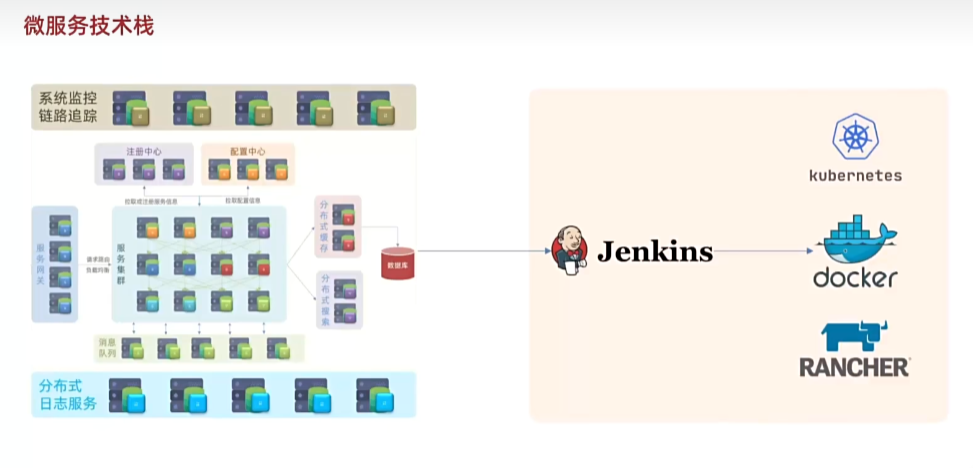 微服务技术栈
系统监控
链路追踪
注册中心
配置中心
拉取或注册服务信息
拉取配置信息
服务网关
请求路由
负载均衡
服务集群
分布式缓存
数据库
分布式搜索
消息
队列
分布式
日志服务
Jenkins
kubernetes
docker
RANCHER